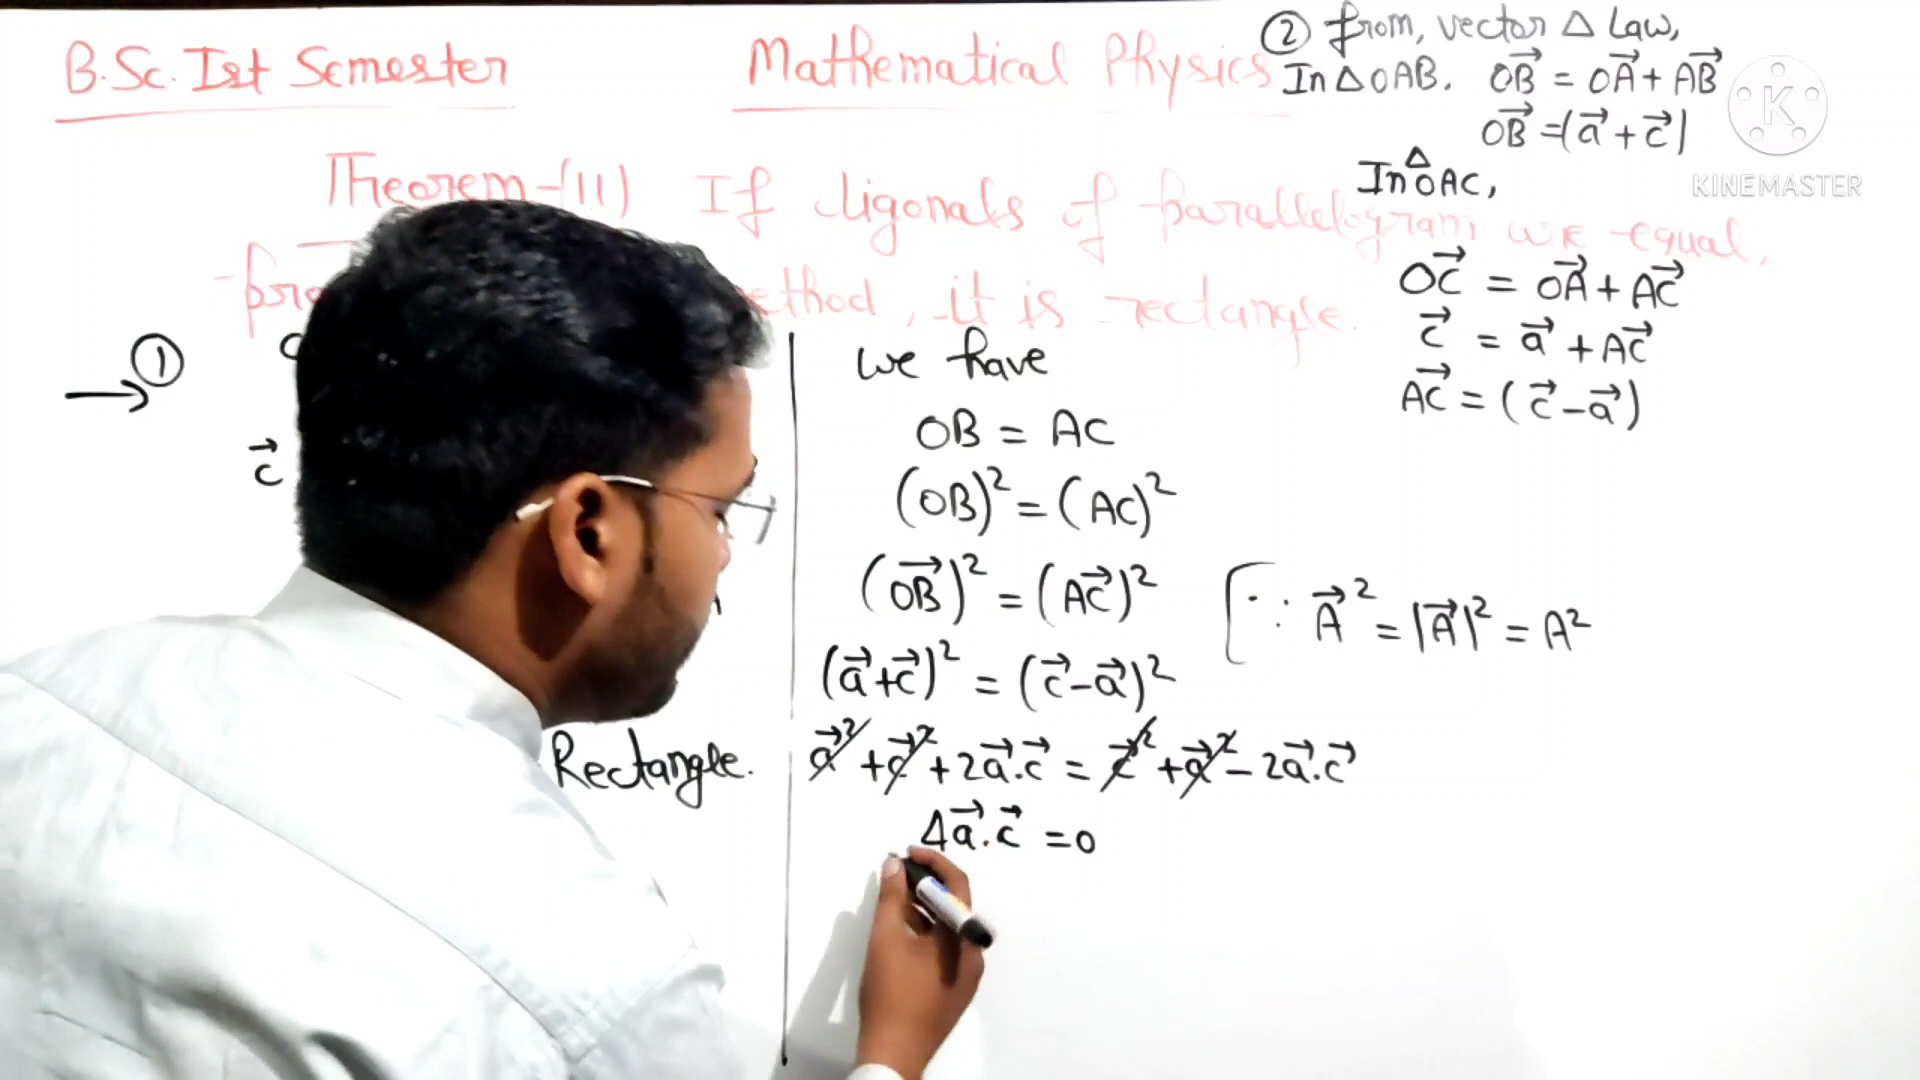 B.Sc. Ist Semester
Mathematical Physics
Theorem-(11) If digonals of parallelogram are equal,
method, it is rectangle.
② from, vector △ Law,
In △OAB. O⃗B = O⃗A + A⃗B
O⃗B = (a⃗ + c⃗)
In △OAC,
O⃗C = O⃗A + A⃗C
c⃗ = a⃗ + A⃗C
A⃗C = (c⃗ - a⃗)
→ ①
c⃗
Rectangle.
We have
OB = AC
(OB)² = (AC)²
(O⃗B)² = (A⃗C)²
[∵ A⃗² = |A⃗|² = A²
(a⃗+c⃗)² = (c⃗-a⃗)²
a⃗² + c⃗² + 2a⃗.c⃗ = c⃗² + a⃗² - 2a⃗.c⃗
4a⃗.c⃗ = 0
K
KINEMASTER